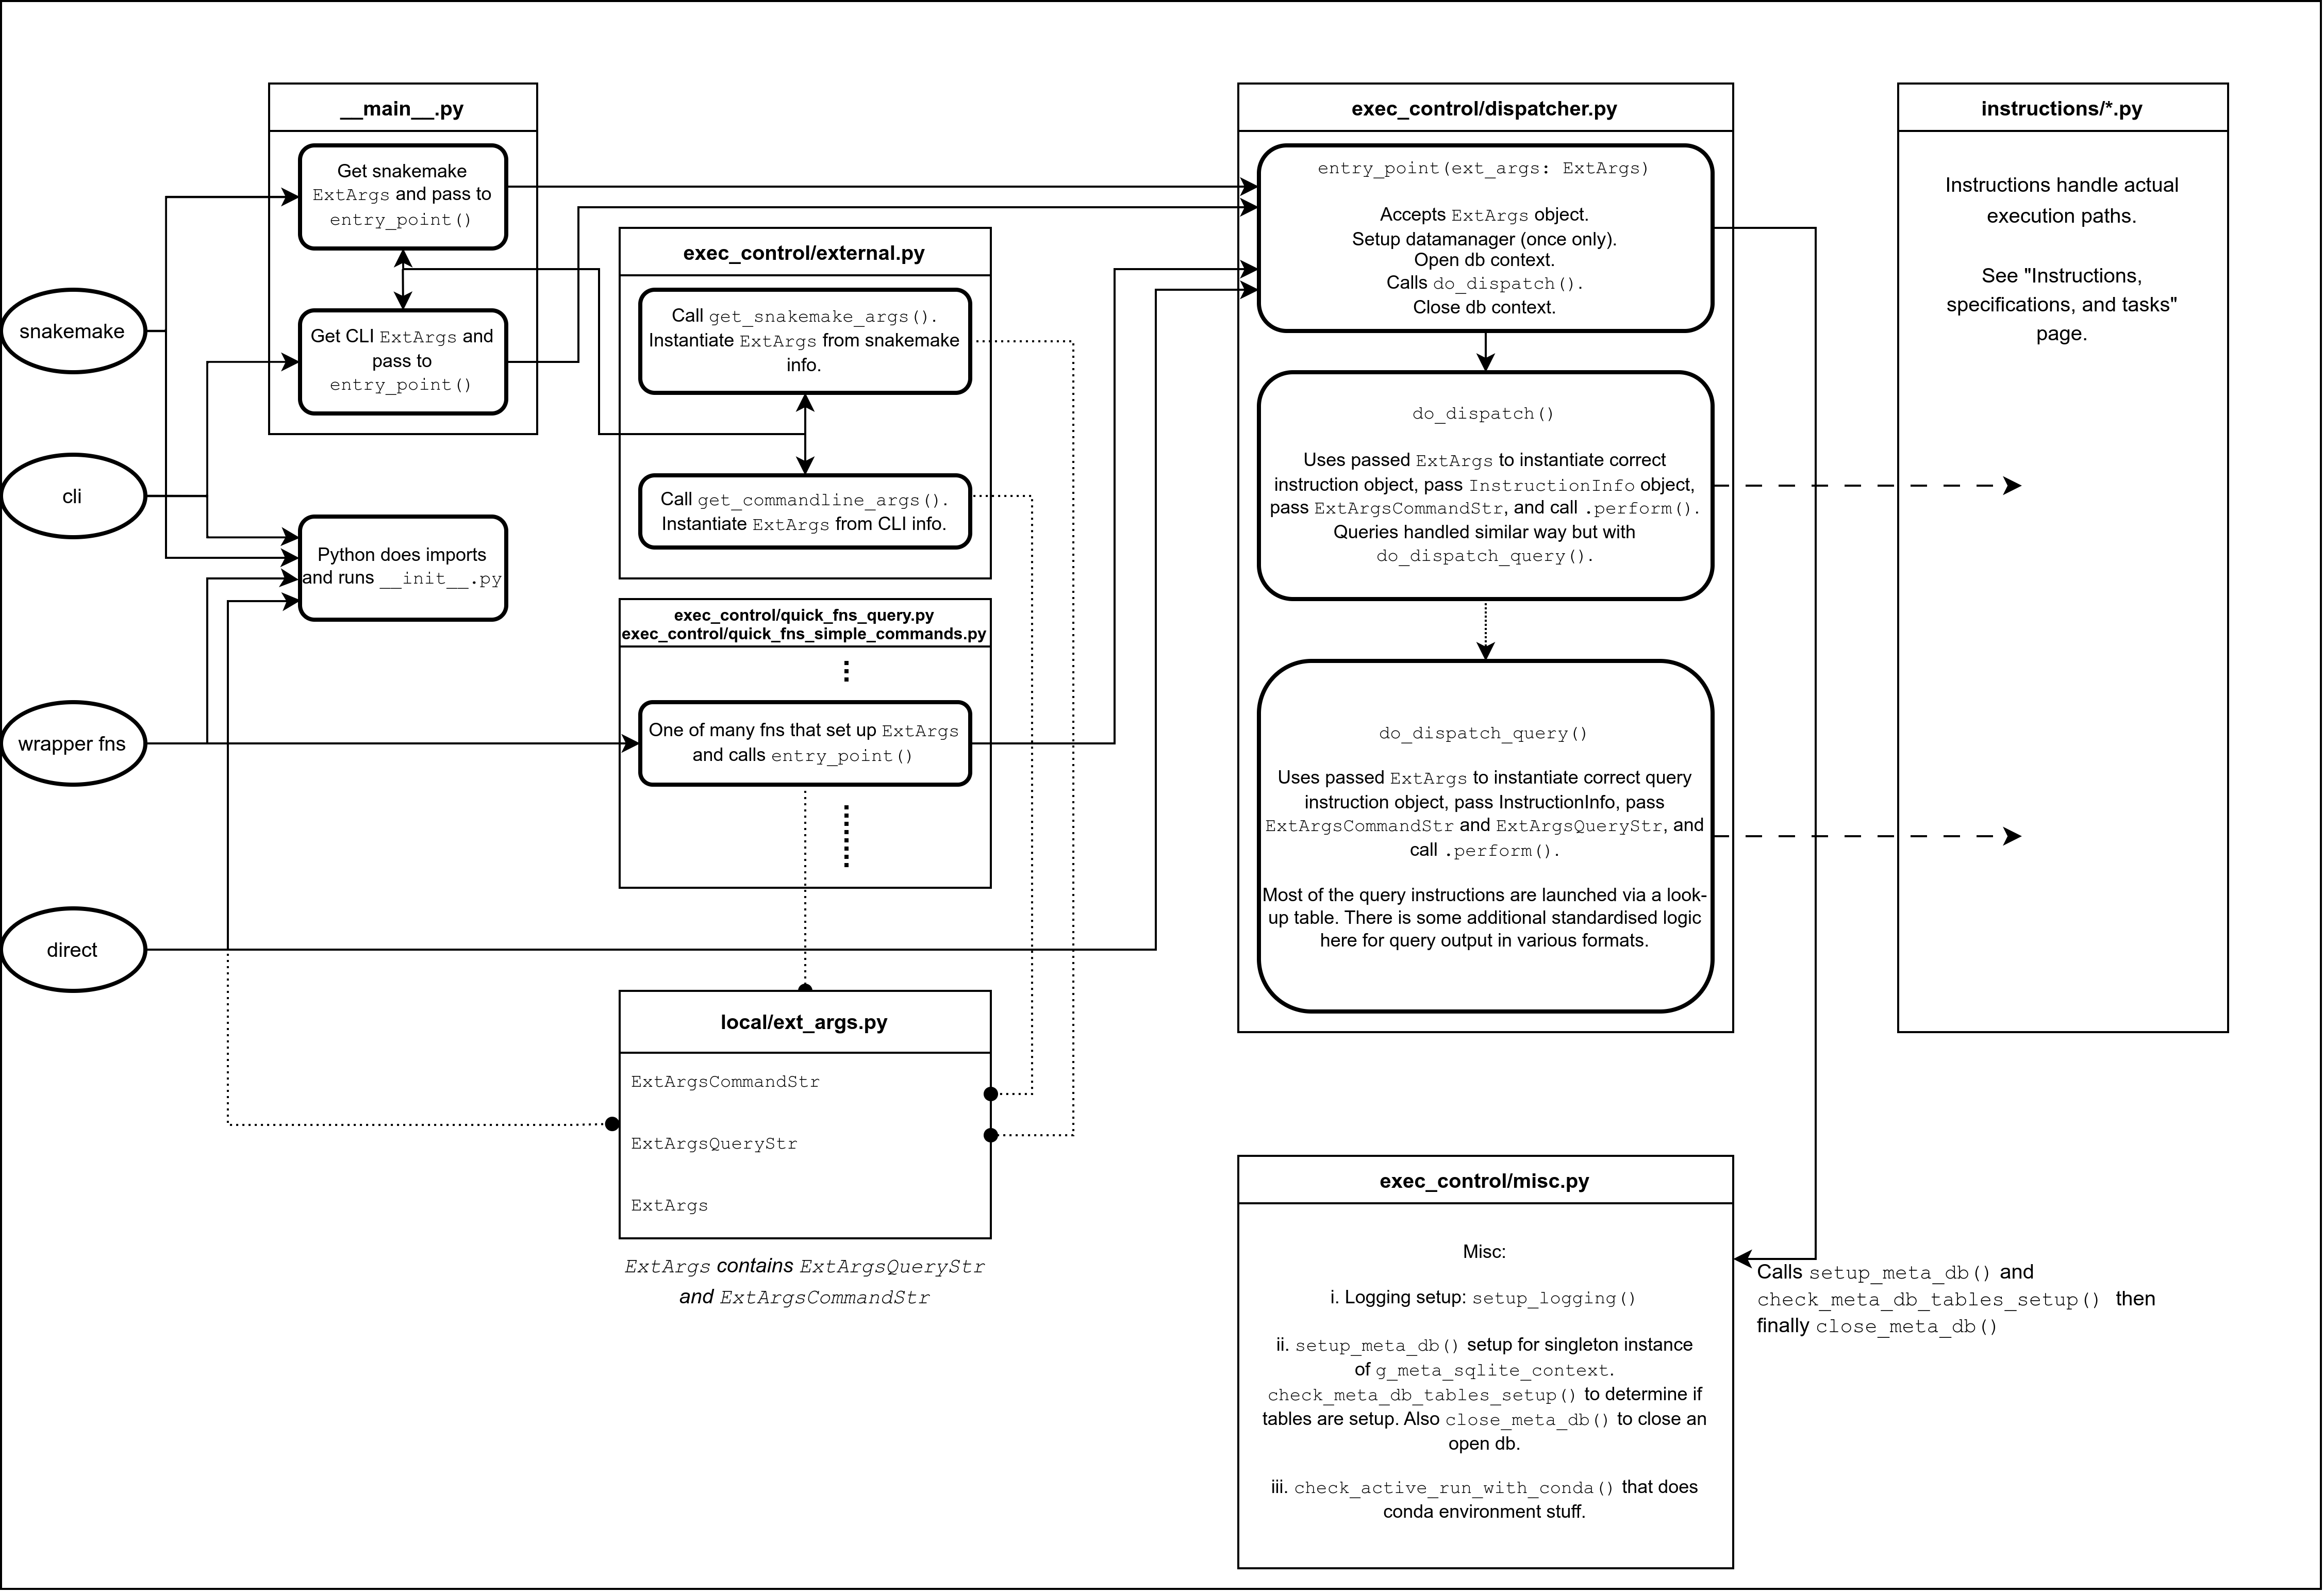 snakemake
cli
wrapper fns
direct
__main__.py
Get snakemake
ExtArgs and pass to
entry_point()
Get CLI ExtArgs and
pass to
entry_point()
Python does imports
and runs __init__.py
exec_control/external.py
Call get_snakemake_args().
Instantiate ExtArgs from snakemake
info.
Call get_commandline_args().
Instantiate ExtArgs from CLI info.
exec_control/quick_fns_query.py
exec_control/quick_fns_simple_commands.py
One of many fns that set up ExtArgs
and calls entry_point()
local/ext_args.py
ExtArgsCommandStr
ExtArgsQueryStr
ExtArgs
ExtArgs contains ExtArgsQueryStr
and ExtArgsCommandStr
exec_control/dispatcher.py
entry_point(ext_args: ExtArgs)
Accepts ExtArgs object.
Setup datamanager (once only).
Open db context.
Calls do_dispatch().
Close db context.
do_dispatch()
Uses passed ExtArgs to instantiate correct
instruction object, pass InstructionInfo object,
pass ExtArgsCommandStr, and call .perform().
Queries handled similar way but with
do_dispatch_query().
do_dispatch_query()
Uses passed ExtArgs to instantiate correct query
instruction object, pass InstructionInfo, pass
ExtArgsCommandStr and ExtArgsQueryStr, and
call .perform().
Most of the query instructions are launched via a look-
up table. There is some additional standardised logic
here for query output in various formats.
instructions/*.py
Instructions handle actual
execution paths.
See "Instructions,
specifications, and tasks"
page.
exec_control/misc.py
Misc:
i. Logging setup: setup_logging()
ii. setup_meta_db() setup for singleton instance
of g_meta_sqlite_context.
check_meta_db_tables_setup() to determine if
tables are setup. Also close_meta_db() to close an
open db.
iii. check_active_run_with_conda() that does
conda environment stuff.
Calls setup_meta_db() and
check_meta_db_tables_setup() then
finally close_meta_db()